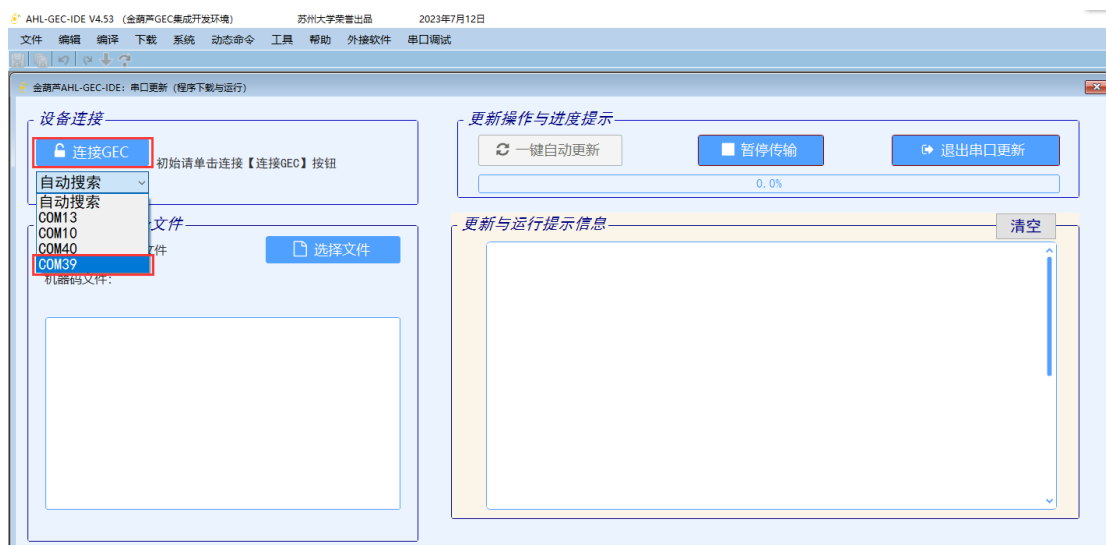 AHL-GEC-IDE V4.53 （金葫芦GEC集成开发环境） 苏州大学荣誉出品 2023年7月12日
文件 编辑 编译 下载 系统 动态命令 工具 帮助 外接软件 串口调试
金葫芦AHL-GEC-IDE：串口更新（程序下载与运行）
设备连接
连接GEC
初始请单击连接【连接GEC】按钮
自动搜索
自动搜索
COM13
COM10
COM40
COM39
文件
文件
选择文件
机器码文件：
更新操作与进度提示
一键自动更新
暂停传输
退出串口更新
0.0%
更新与运行提示信息
清空